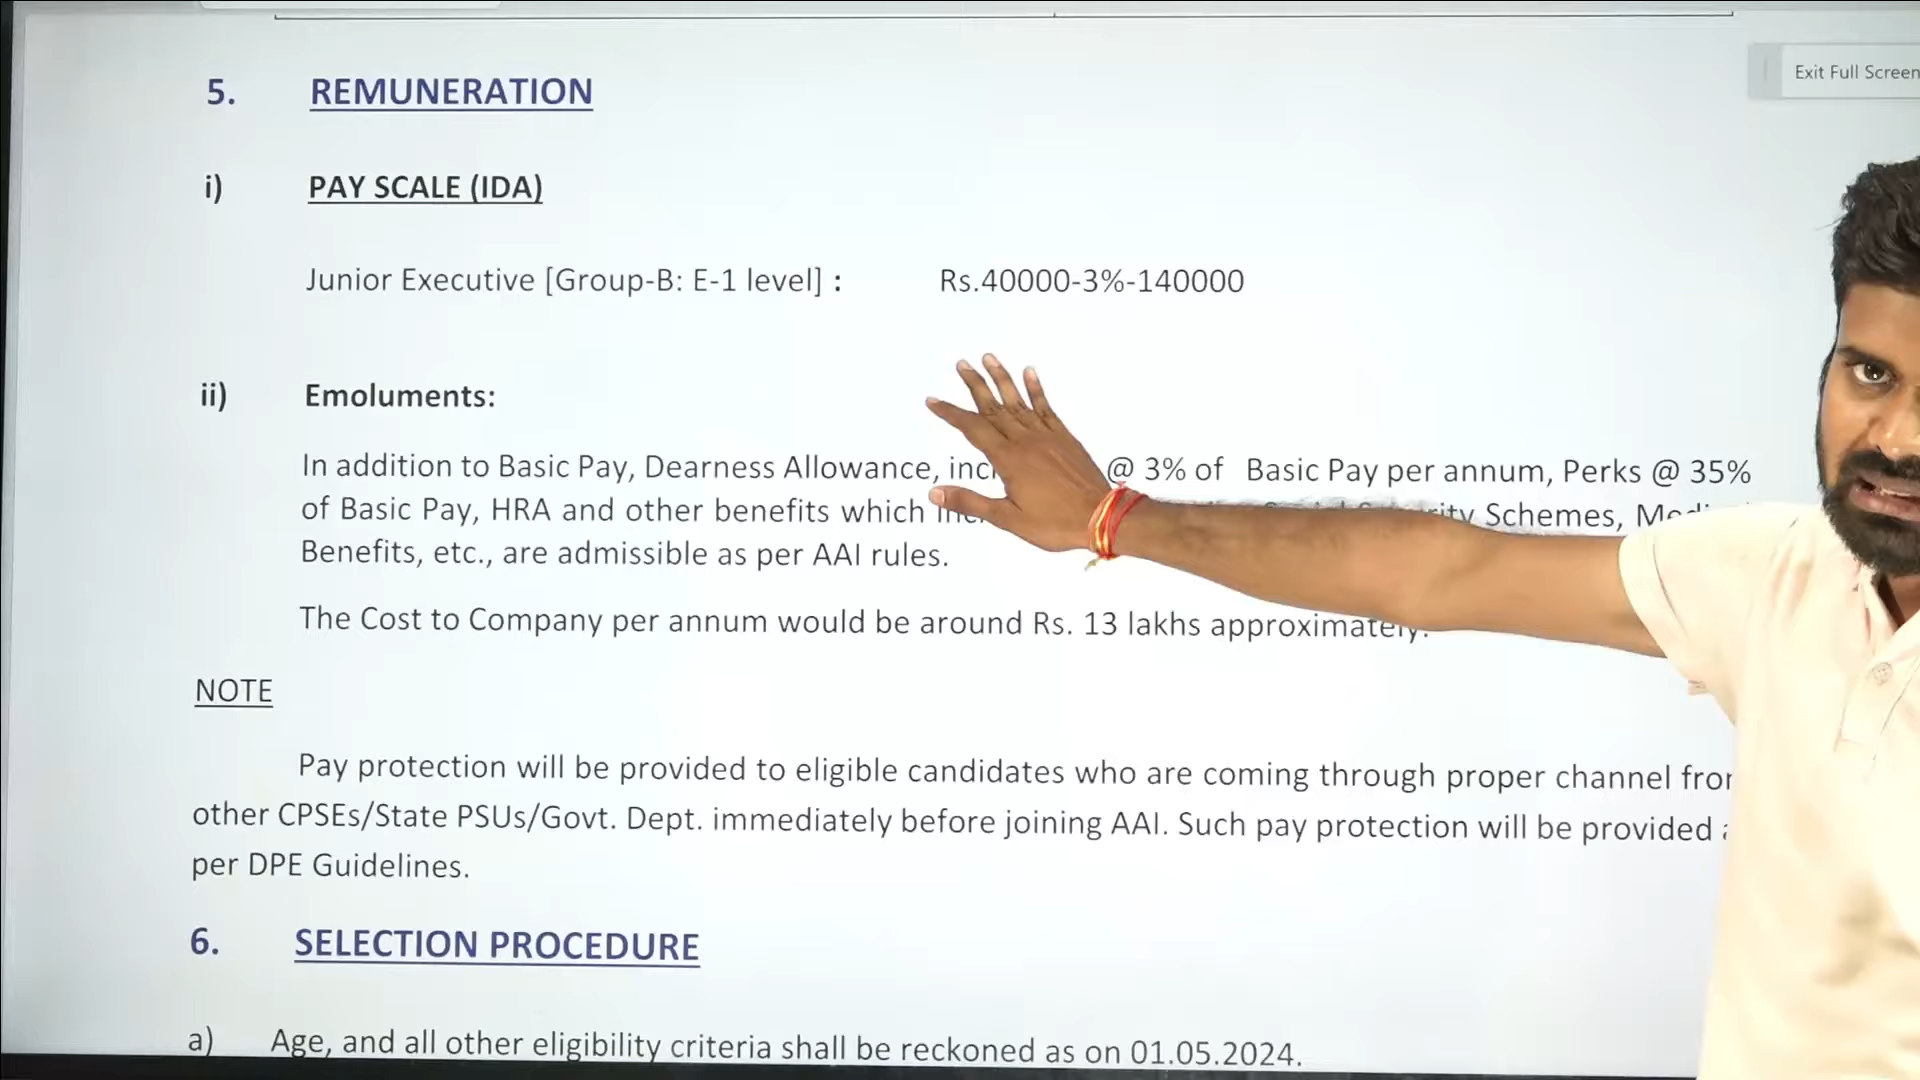 Exit Full Screen
5. REMUNERATION
i) PAY SCALE (IDA)
Junior Executive [Group-B: E-1 level] : Rs.40000-3%-140000
ii) Emoluments:
In addition to Basic Pay, Dearness Allowance, @ 3% of Basic Pay per annum, Perks @ 35%
of Basic Pay, HRA and other benefits which Schemes,
Benefits, etc., are admissible as per AAI rules.
The Cost to Company per annum would be around Rs. 13 lakhs approximately.
NOTE
Pay protection will be provided to eligible candidates who are coming through proper channel
other CPSEs/State PSUs/Govt. Dept. immediately before joining AAI. Such pay protection will be provided
per DPE Guidelines.
6. SELECTION PROCEDURE
a) Age, and all other eligibility criteria shall be reckoned as on 01.05.2024.